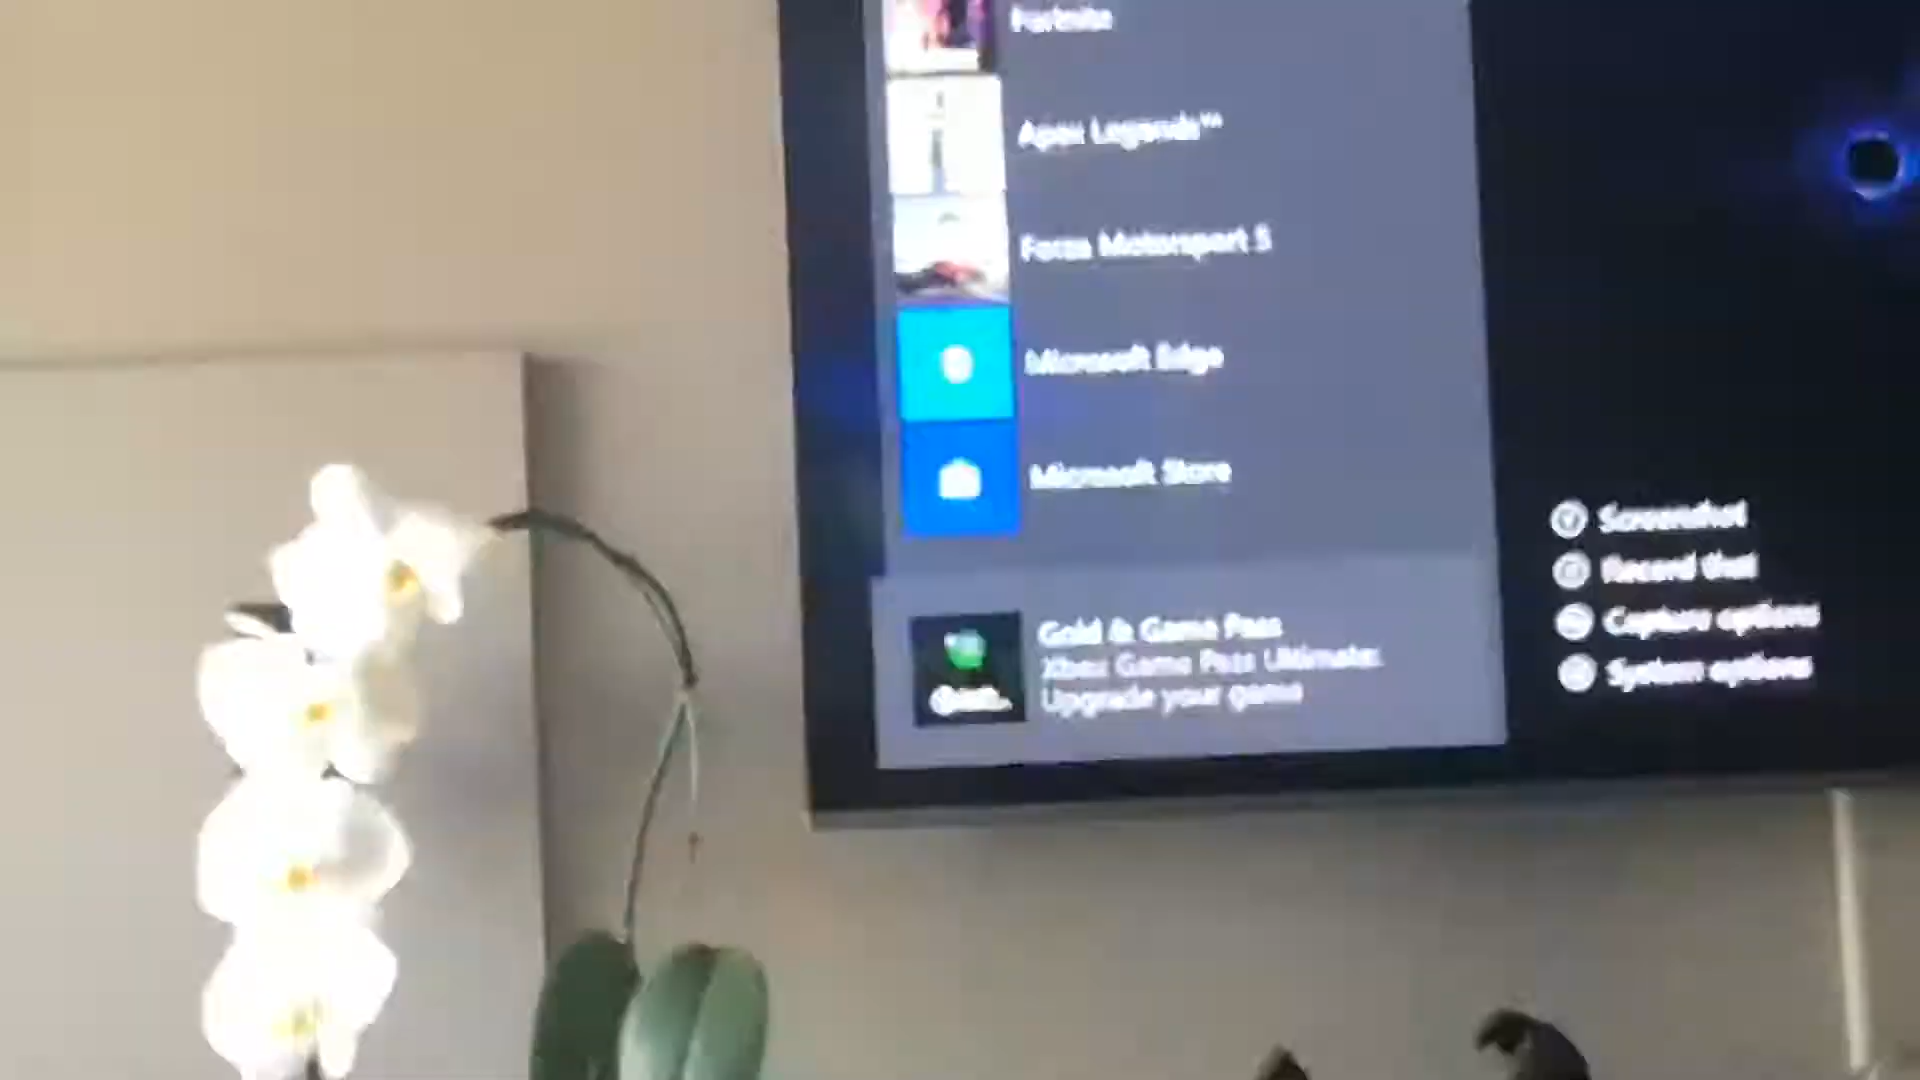 Fortnite
Apex Legends™
Forza Motorsport 5
Microsoft Edge
Microsoft Store
Gold & Game Pass
Xbox Game Pass Ultimate:
Upgrade your game
Screenshot
Record that
Capture options
System options